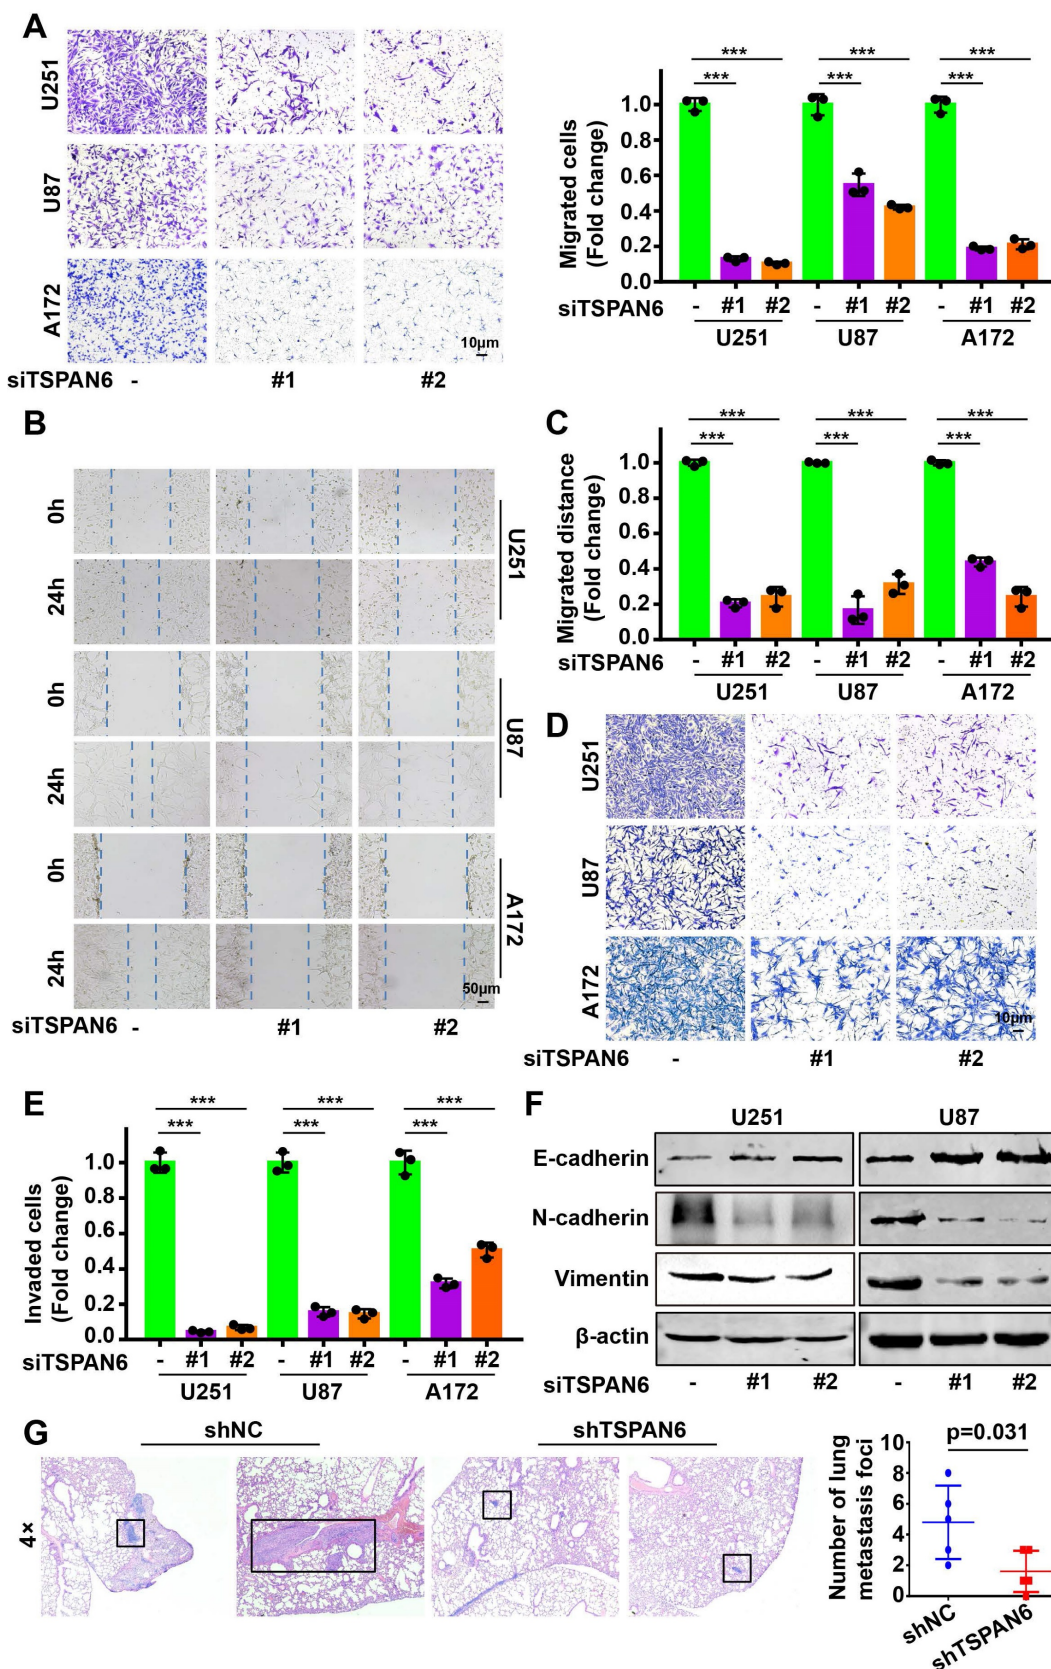 A
U251
U87
A172
10μm
siTSPAN6 - #1 #2
*** *** ***
*** *** ***
Migrated cells
(Fold change)
1.0
0.8
0.6
0.4
0.2
0.0
siTSPAN6 - #1 #2 - #1 #2 - #1 #2
U251 U87 A172
B
0h
24h
U251
0h
24h
U87
0h
24h
A172
50μm
siTSPAN6 - #1 #2
C
*** *** ***
*** *** ***
Migrated distance
(Fold change)
1.0
0.8
0.6
0.4
0.2
0.0
siTSPAN6 - #1 #2 - #1 #2 - #1 #2
U251 U87 A172
D
U251
U87
A172
10μm
siTSPAN6 - #1 #2
E
*** *** ***
*** *** ***
Invaded cells
(Fold change)
1.0
0.8
0.6
0.4
0.2
0.0
siTSPAN6 - #1 #2 - #1 #2 - #1 #2
U251 U87 A172
F
U251 U87
E-cadherin
N-cadherin
Vimentin
β-actin
siTSPAN6 - #1 #2 - #1 #2
G
shNC shTSPAN6
4×
p=0.031
Number of lung
metastasis foci
10
8
6
4
2
0
shNC
shTSPAN6